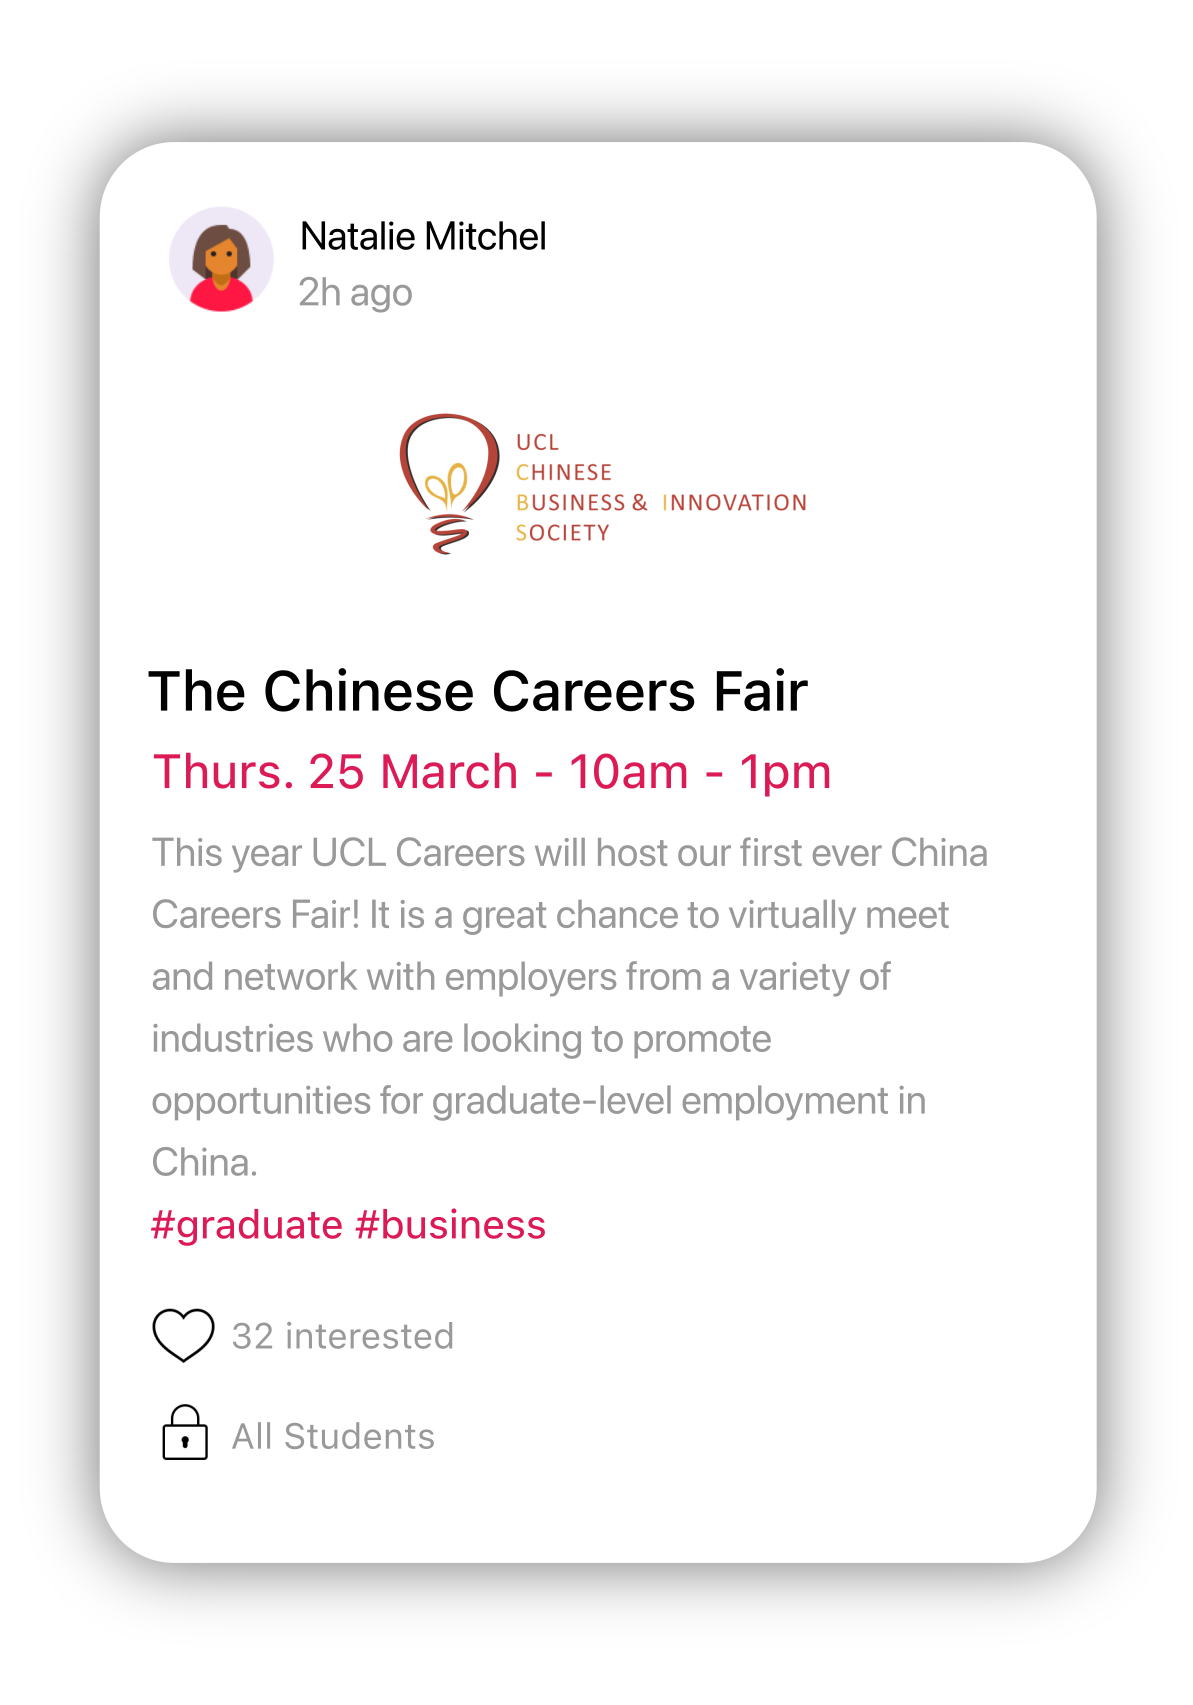 Natalie Mitchel
2h ago
UCL
CHINESE
BUSINESS & INNOVATION
SOCIETY
The Chinese Careers Fair
Thurs. 25 March - 10am - 1pm
This year UCL Careers will host our first ever China
Careers Fair! It is a great chance to virtually meet
and network with employers from a variety of
industries who are looking to promote
opportunities for graduate-level employment in
China.
#graduate #business
32 interested
All Students